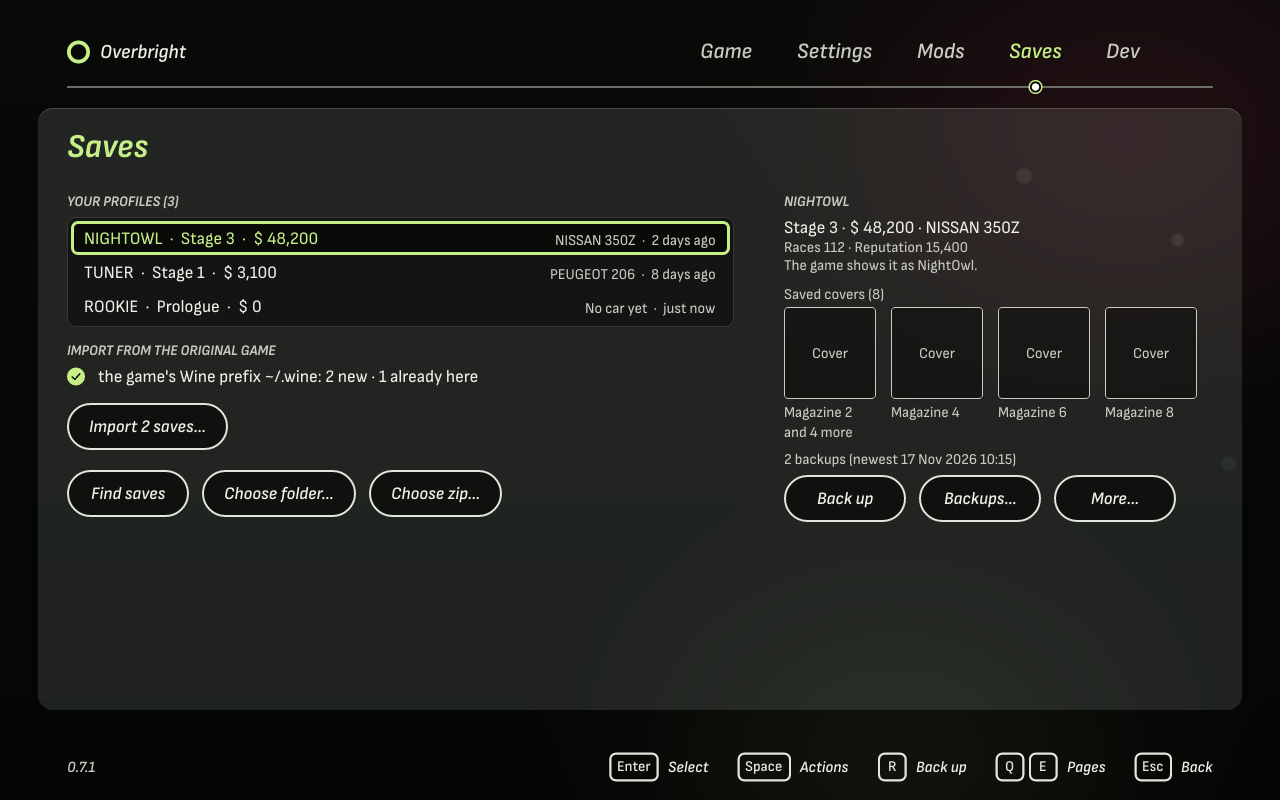 Overbright
Game
Settings
Mods
Saves
Dev
Saves
YOUR PROFILES (3)
NIGHTOWL · Stage 3 · $ 48,200
NISSAN 350Z · 2 days ago
TUNER · Stage 1 · $ 3,100
PEUGEOT 206 · 8 days ago
ROOKIE · Prologue · $ 0
No car yet · just now
IMPORT FROM THE ORIGINAL GAME
the game's Wine prefix ~/.wine: 2 new · 1 already here
Import 2 saves...
Find saves
Choose folder...
Choose zip...
NIGHTOWL
Stage 3 · $ 48,200 · NISSAN 350Z
Races 112 · Reputation 15,400
The game shows it as NightOwl.
Saved covers (8)
Cover
Cover
Cover
Cover
Magazine 2
Magazine 4
Magazine 6
Magazine 8
and 4 more
2 backups (newest 17 Nov 2026 10:15)
Back up
Backups...
More...
0.7.1
Enter Select
Space Actions
R Back up
Q E Pages
Esc Back